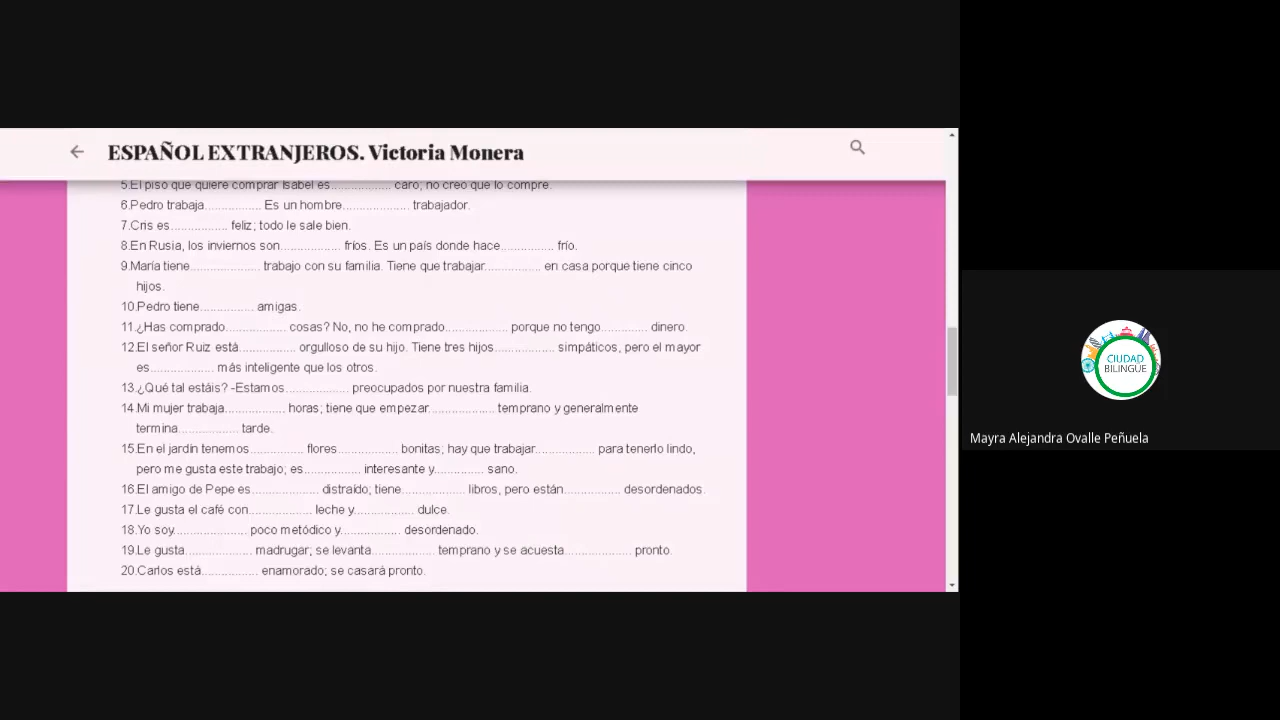 ESPAÑOL EXTRANJEROS. Victoria Monera
5.El piso que quiere comprar Isabel es.................. caro; no creo que lo compre.
6.Pedro trabaja................. Es un hombre.................... trabajador.
7.Cris es................. feliz; todo le sale bien.
8.En Rusia, los inviernos son.................. fríos. Es un país donde hace................ frío.
9.María tiene..................... trabajo con su familia. Tiene que trabajar................. en casa porque tiene cinco
hijos.
10.Pedro tiene................ amigas.
11.¿Has comprado.................. cosas? No, no he comprado................... porque no tengo.............. dinero.
12.El señor Ruiz está................. orgulloso de su hijo. Tiene tres hijos.................. simpáticos, pero el mayor
es................... más inteligente que los otros.
13.¿Qué tal estáis? -Estamos................... preocupados por nuestra familia.
14.Mi mujer trabaja.................. horas; tiene que empezar.................... temprano y generalmente
termina.................. tarde.
15.En el jardín tenemos................ flores.................. bonitas; hay que trabajar.................. para tenerlo lindo,
pero me gusta este trabajo; es................. interesante y............... sano.
16.El amigo de Pepe es.................... distraído; tiene................... libros, pero están................. desordenados.
17.Le gusta el café con................... leche y.................. dulce.
18.Yo soy...................... poco metódico y.................. desordenado.
19.Le gusta.................... madrugar; se levanta................... temprano y se acuesta.................... pronto.
20.Carlos está................. enamorado; se casará pronto.
CIUDAD
BILINGÜE
Mayra Alejandra Ovalle Peñuela